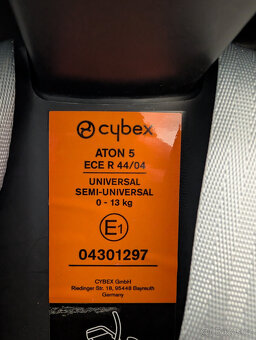 cybex
ATON 5
ECE R 44/04
UNIVERSAL
SEMI-UNIVERSAL
0 - 13 kg
E1
04301297
CYBEX GmbH
Riedinger Str. 18, 95448 Bayreuth
Germany